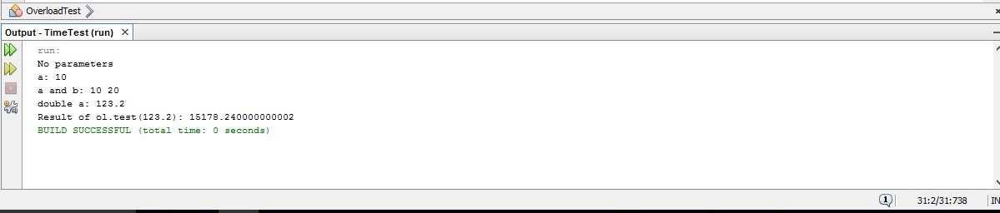 OverloadTest
Output - TimeTest (run)
run:
No parameters
a: 10
a and b: 10 20
double a: 123.2
Result of ol.test(123.2): 15178.240000000002
BUILD SUCCESSFUL (total time: 0 seconds)
1 31:2/31:738 IN